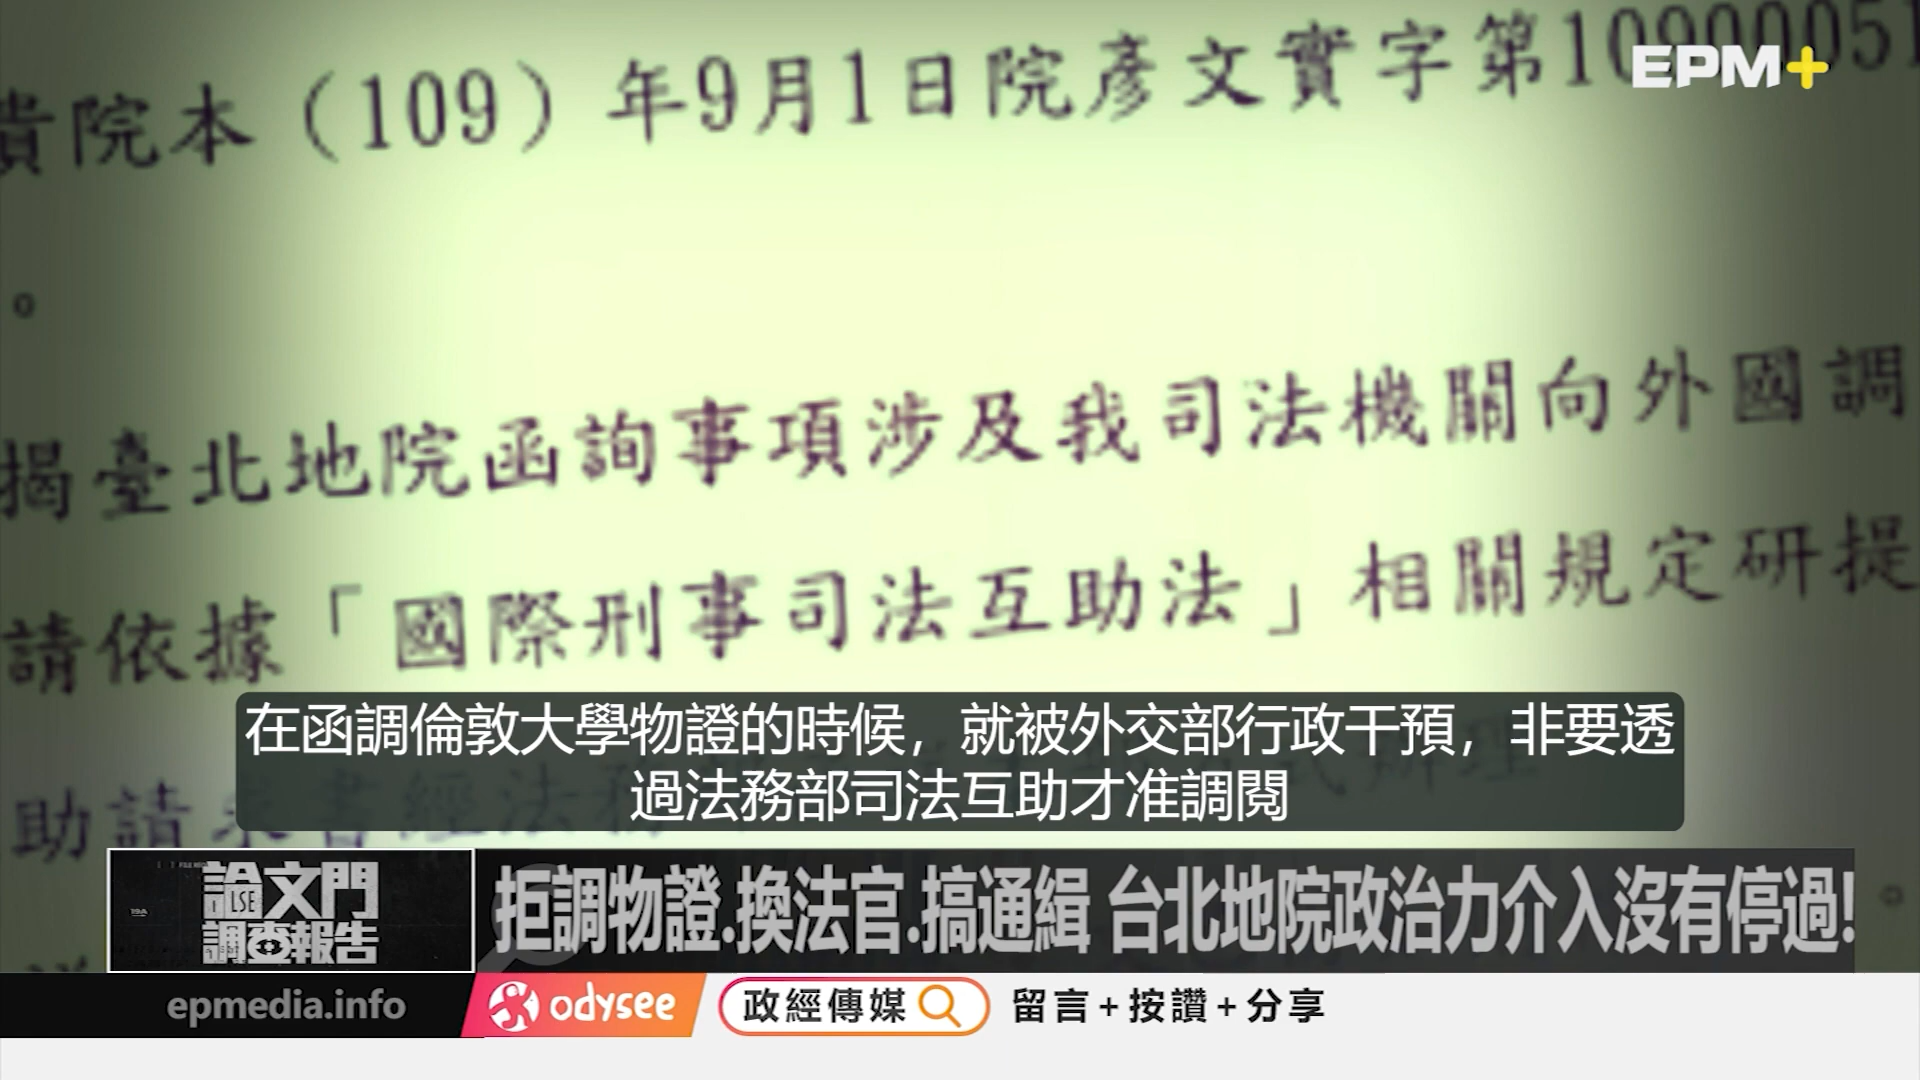 貴院本（109）年9月1日院彥文實字第10900051
EPM+
。
揭臺北地院函詢事項涉及我司法機關向外國調
請依據「國際刑事司法互助法」相關規定研提
在函調倫敦大學物證的時候，就被外交部行政干預，非要透
過法務部司法互助才准調閱
助請
論文門
LSE
調查報告
拒調物證.換法官.搞通緝 台北地院政治力介入沒有停過!
epmedia.info
odysee
政經傳媒
留言+按讚+分享